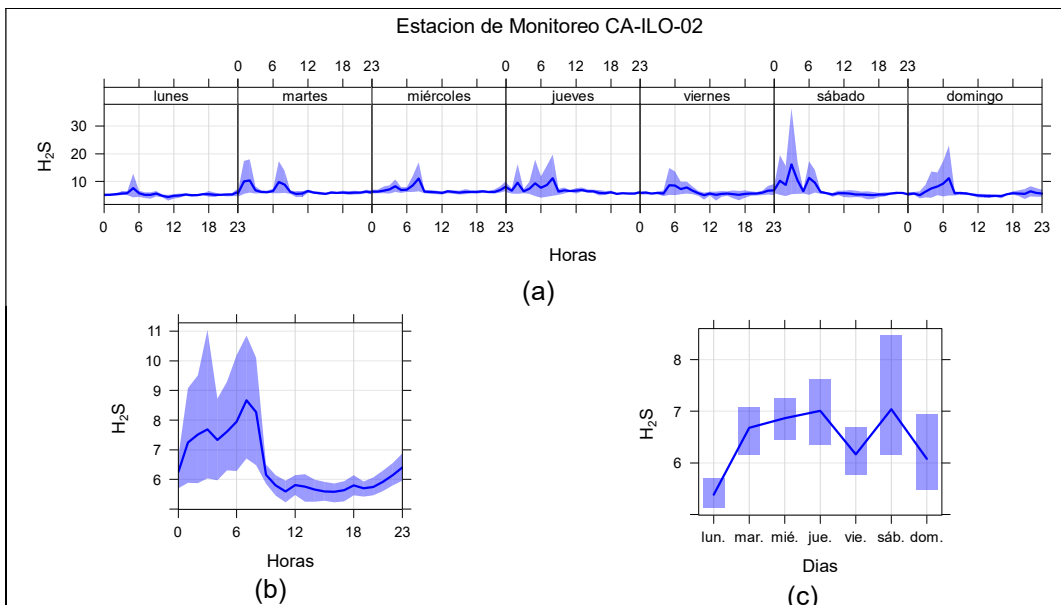 Estacion de Monitoreo CA-ILO-02
0 6 12 18 23 0 6 12 18 23 0 6 12 18 23
lunes martes miércoles jueves viernes sábado domingo
H₂S
30
20
10
0 6 12 18 23 0 6 12 18 23 0 6 12 18 23 0 6 12 18 23
Horas
(a)
H₂S
11
10
9
8
7
6
0 6 12 18 23
Horas
(b)
H₂S
8
7
6
lun. mar. mié. jue. vie. sáb. dom.
Dias
(c)